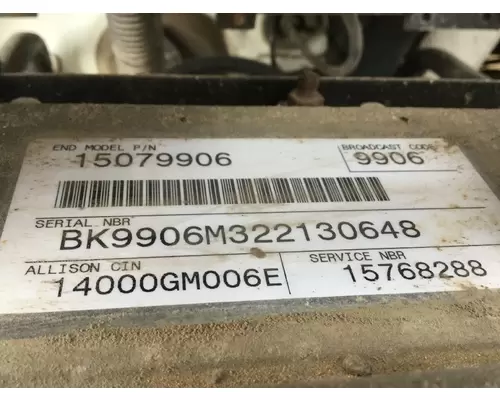 END MODEL P/N
15079906
BROADCAST CODE
9906
SERIAL NBR
BK9906M322130648
ALLISON CIN
14000GM006E
SERVICE NBR
15768288